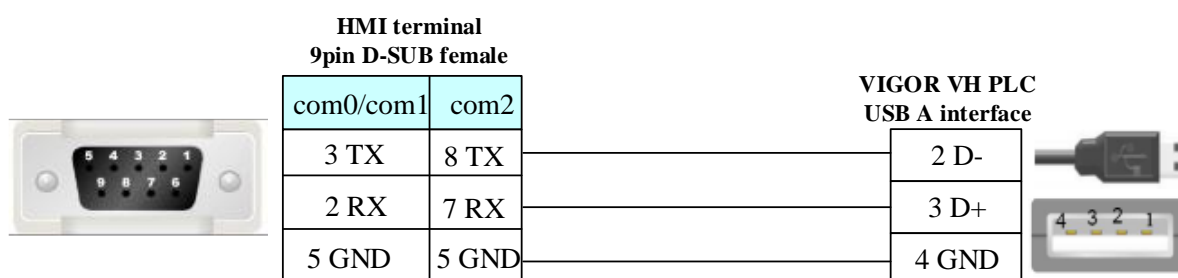 HMI terminal
9pin D-SUB female
com0/com1 com2
VIGOR VH PLC
USB A interface
3 TX 8 TX 2 D-
2 RX 7 RX 3 D+
5 GND 5 GND 4 GND
5 4 3 2 1
9 8 7 6
4 3 2 1